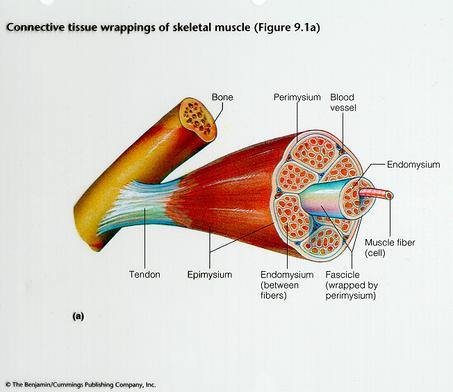 Connective tissue wrappings of skeletal muscle (Figure 9.1a)
Bone
Perimysium
Blood
vessel
Endomysium
Muscle fiber
(cell)
Tendon
Epimysium
Endomysium
(between
fibers)
Fascicle
(wrapped by
perimysium)
(a)
© The Benjamin/Cummings Publishing Company, Inc.